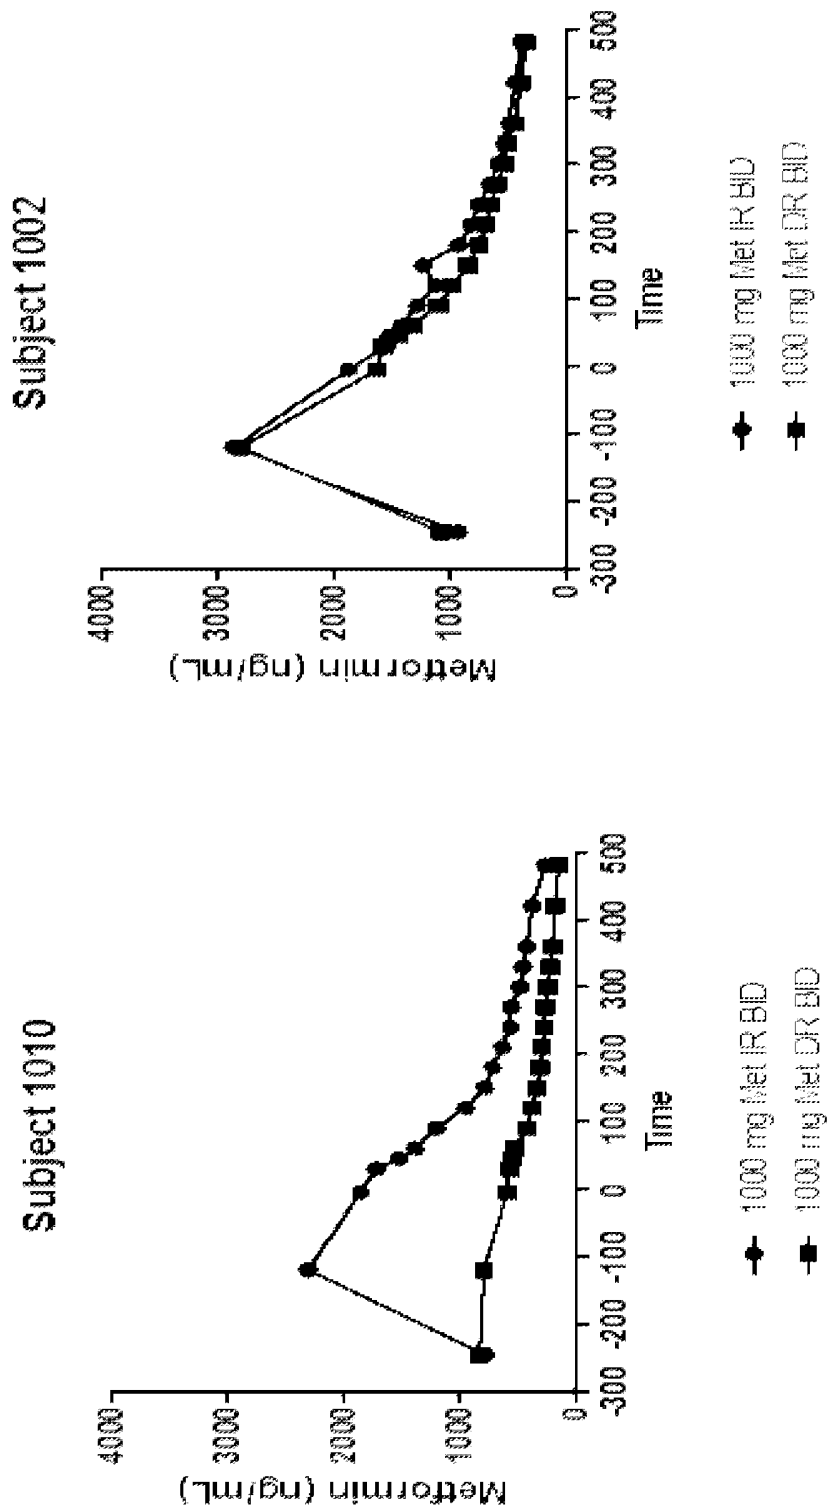 Subject 1010
Metformin (ng/mL)
4000
3000
2000
1000
0
-300 -200 -100 0 100 200 300 400 500
Time
1000 mg Met IR BID
1000 mg Met DR BID
Subject 1002
Metformin (ng/mL)
4000
3000
2000
1000
0
-300 -200 -100 0 100 200 300 400 500
Time
1000 mg Met IR BID
1000 mg Met DR BID